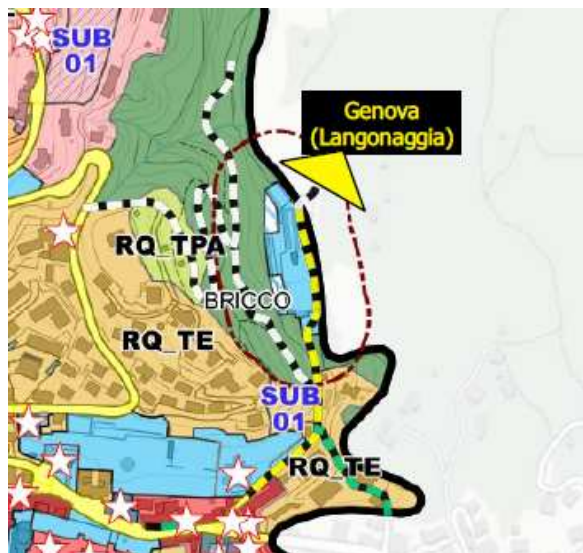 SUB
01
Genova
(Langonaggia)
RQ_TPA
BRICCO
RQ_TE
SUB
01
RQ_TE